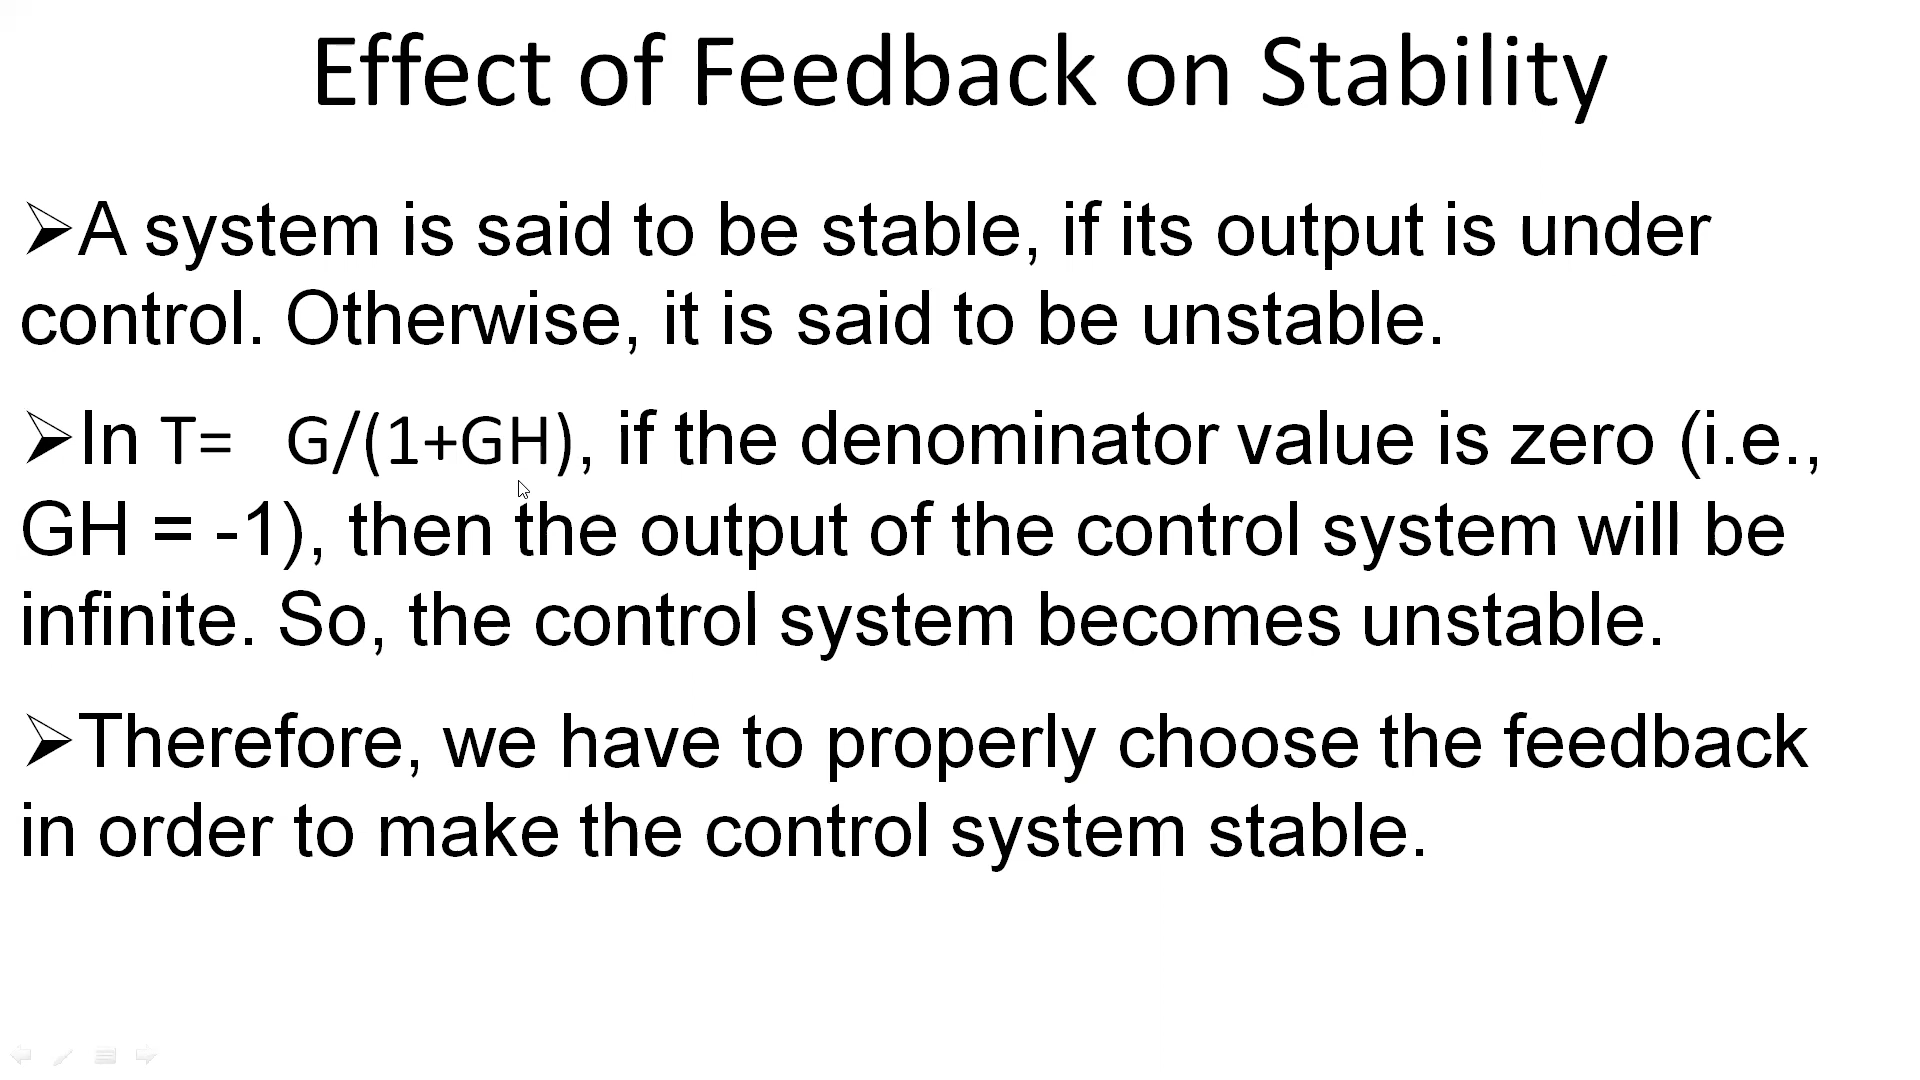 Effect of Feedback on Stability
➢A system is said to be stable, if its output is under
control. Otherwise, it is said to be unstable.
➢In T= G/(1+GH), if the denominator value is zero (i.e.,
GH = -1), then the output of the control system will be
infinite. So, the control system becomes unstable.
➢Therefore, we have to properly choose the feedback
in order to make the control system stable.